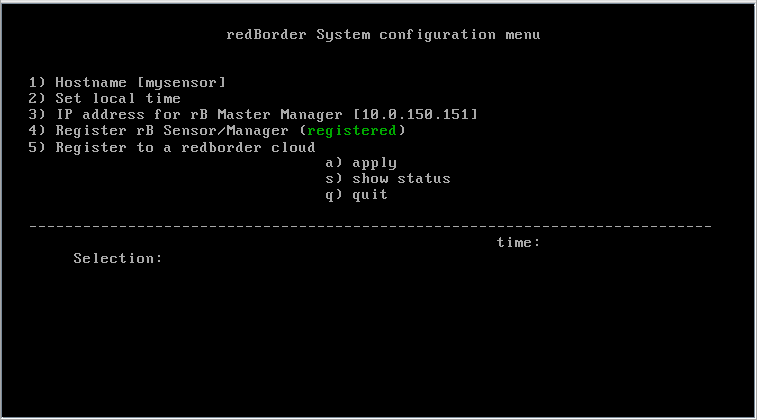 redBorder System configuration menu
1) Hostname [mysensor]
2) Set local time
3) IP address for rB Master Manager [10.0.150.151]
4) Register rB Sensor/Manager (registered)
5) Register to a redborder cloud
a) apply
s) show status
q) quit
----------------------------------------------------------------------------
time:
Selection: